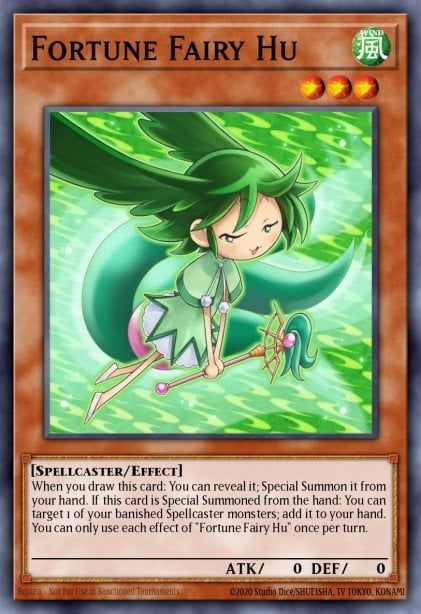 Fortune Fairy Hu
WIND
風
[Spellcaster/Effect]
When you draw this card: You can reveal it; Special Summon it from
your hand. If this card is Special Summoned from the hand: You can
target 1 of your banished Spellcaster monsters; add it to your hand.
You can only use each effect of "Fortune Fairy Hu" once per turn.
ATK/ 0 DEF/ 0
Replica - Not For Use in Sanctioned Tournaments
©2020 Studio Dice/SHUEISHA, TV TOKYO, KONAMI